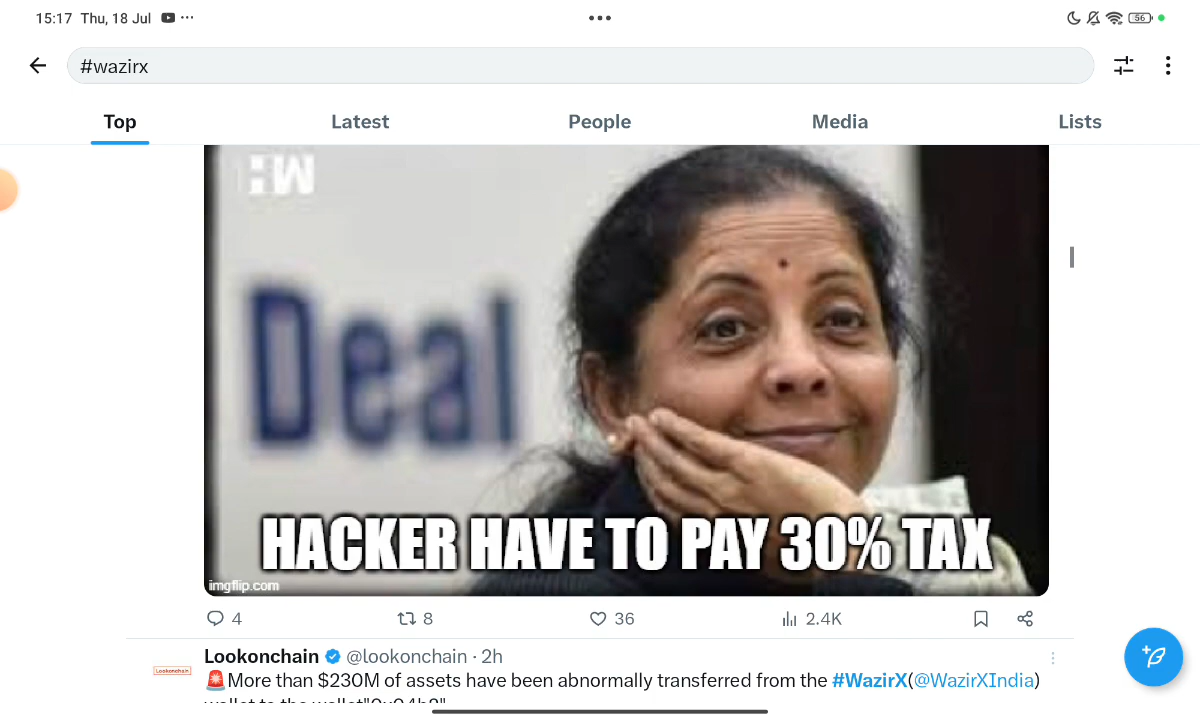 15:17 Thu, 18 Jul
56
#wazirx
Top Latest People Media Lists
:W
Deal
HACKER HAVE TO PAY 30% TAX
imgflip.com
4 8 36 2.4K
Lookonchain @lookonchain · 2h
Lookonchain
🚨More than $230M of assets have been abnormally transferred from the #WazirX(@WazirXIndia)